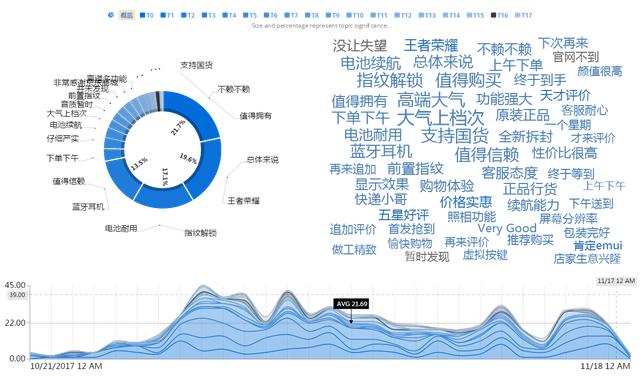 概览 T0 T1 T2 T3 T4 T5 T6 T7 T8 T9 T10 T11 T12 T13 T14 T15 T16 T17
Size and percentage represent topic significance.
支持国货
不赖不赖
值得拥有
总体来说
王者荣耀
指纹解锁
电池耐用
蓝牙耳机
值得信赖
下单下午
仔细严实
电池续航
大气上档次
音质暂时
前置指纹
21.7%
19.6%
17.1%
13.5%
没让失望 王者荣耀 不赖不赖 下次再来
官网不到
电池续航 总体来说 上午下单 颜值很高
指纹解锁 值得购买 终于到手
值得拥有 高端大气 功能强大 天才评价
下单下午 大气上档次 原装正品 客服耐心
一个星期
电池耐用 支持国货 全新拆封 才来评价
蓝牙耳机 值得信赖 性价比很高
再来追加 前置指纹 客服态度 终于等到
显示效果 购物体验 正品行货 上午下午
快递小哥 价格实惠 续航能力 下午送到
五星好评 照相功能 屏幕分辨率
追加评价 首发抢到 Very Good 包装完好
愉快购物 再来评价 推荐购买
做工精致 暂时发现 虚拟按键 肯定emui
店家生意兴隆
11/17 12 AM
45.00
39.00
AVG 21.69
22.00
0.00
10/21/2017 12 AM 11/18 12 AM